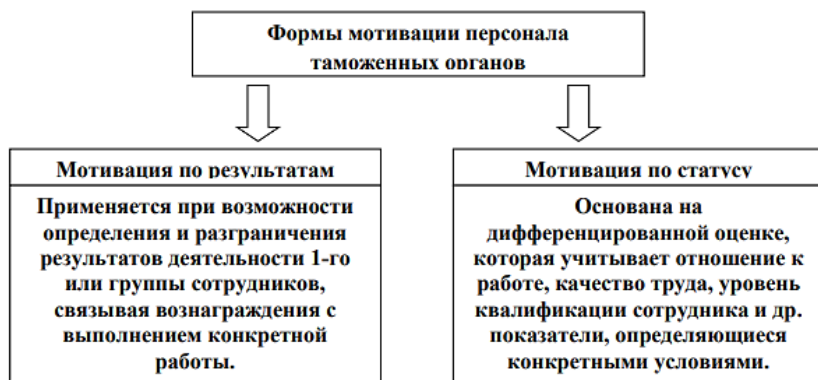 Формы мотивации персонала
таможенных органов
Мотивация по результатам
Применяется при возможности
определения и разграничения
результатов деятельности 1-го
или группы сотрудников,
связывая вознаграждения с
выполнением конкретной
работы.
Мотивация по статусу
Основана на
дифференцированной оценке,
которая учитывает отношение к
работе, качество труда, уровень
квалификации сотрудника и др.
показатели, определяющиеся
конкретными условиями.